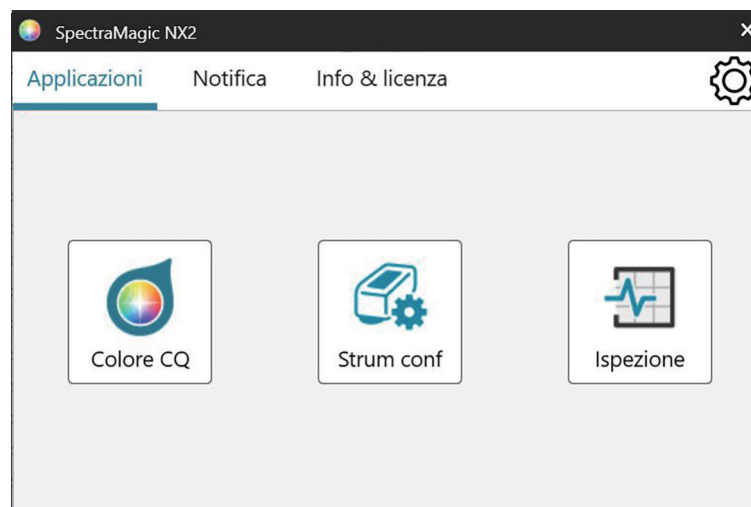 SpectraMagic NX2
Applicazioni Notifica Info & licenza
Colore CQ Strum conf Ispezione